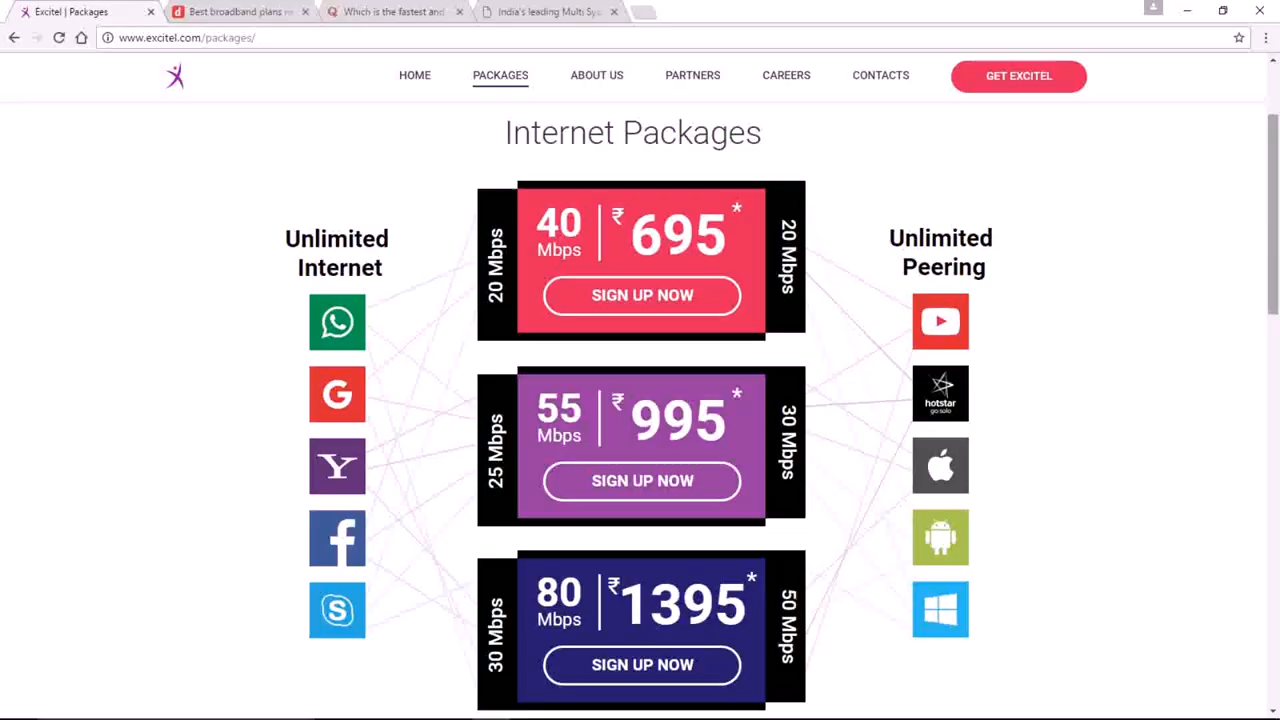 Excitel | Packages
Best broadband plans
Which is the fastest and
India's leading Multi Sy
www.excitel.com/packages/
HOME
PACKAGES
ABOUT US
PARTNERS
CAREERS
CONTACTS
GET EXCITEL
Internet Packages
Unlimited
Internet
20 Mbps
40
Mbps
₹ 695*
SIGN UP NOW
20 Mbps
25 Mbps
55
Mbps
₹ 995*
SIGN UP NOW
30 Mbps
30 Mbps
80
Mbps
₹ 1395*
SIGN UP NOW
50 Mbps
Unlimited
Peering
hotstar
go solo